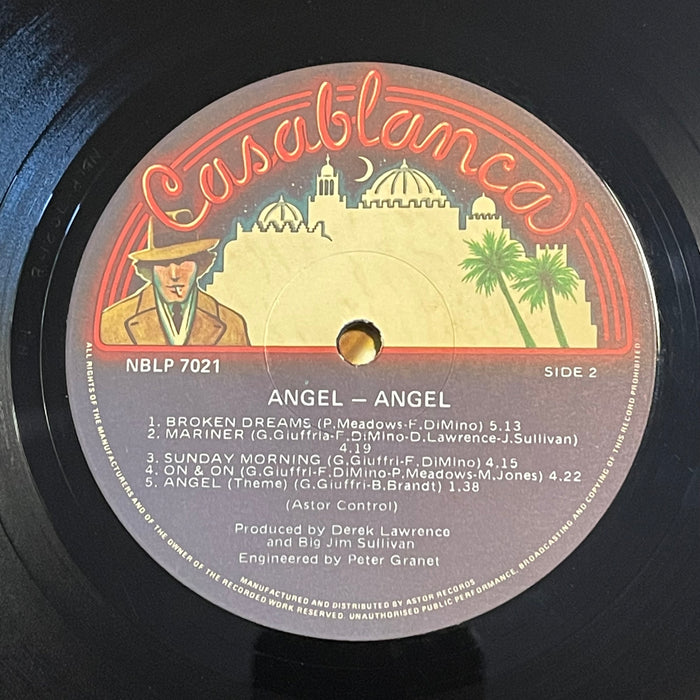 Casablanca
NBLP 7021
SIDE 2
ANGEL – ANGEL
1. BROKEN DREAMS (P.Meadows-F.DiMino) 5.13
2. MARINER (G.Giuffria-F.DiMino-D.Lawrence-J.Sullivan)
4.19
3. SUNDAY MORNING (G.Giuffri-F.DiMino) 4.15
4. ON & ON (G.Giuffri-F.DiMino-P.Meadows-M.Jones) 4.22
5. ANGEL (Theme) (G.Giuffri-B.Brandt) 1.38
(Astor Control)
Produced by Derek Lawrence
and Big Jim Sullivan
Engineered by Peter Granet
MANUFACTURED AND DISTRIBUTED BY ASTOR RECORDS
ALL RIGHTS OF THE MANUFACTURERS AND OF THE OWNER OF THE RECORDED WORK RESERVED. UNAUTHORISED PUBLIC PERFORMANCE, BROADCASTING AND COPYING OF THIS RECORD PROHIBITED!